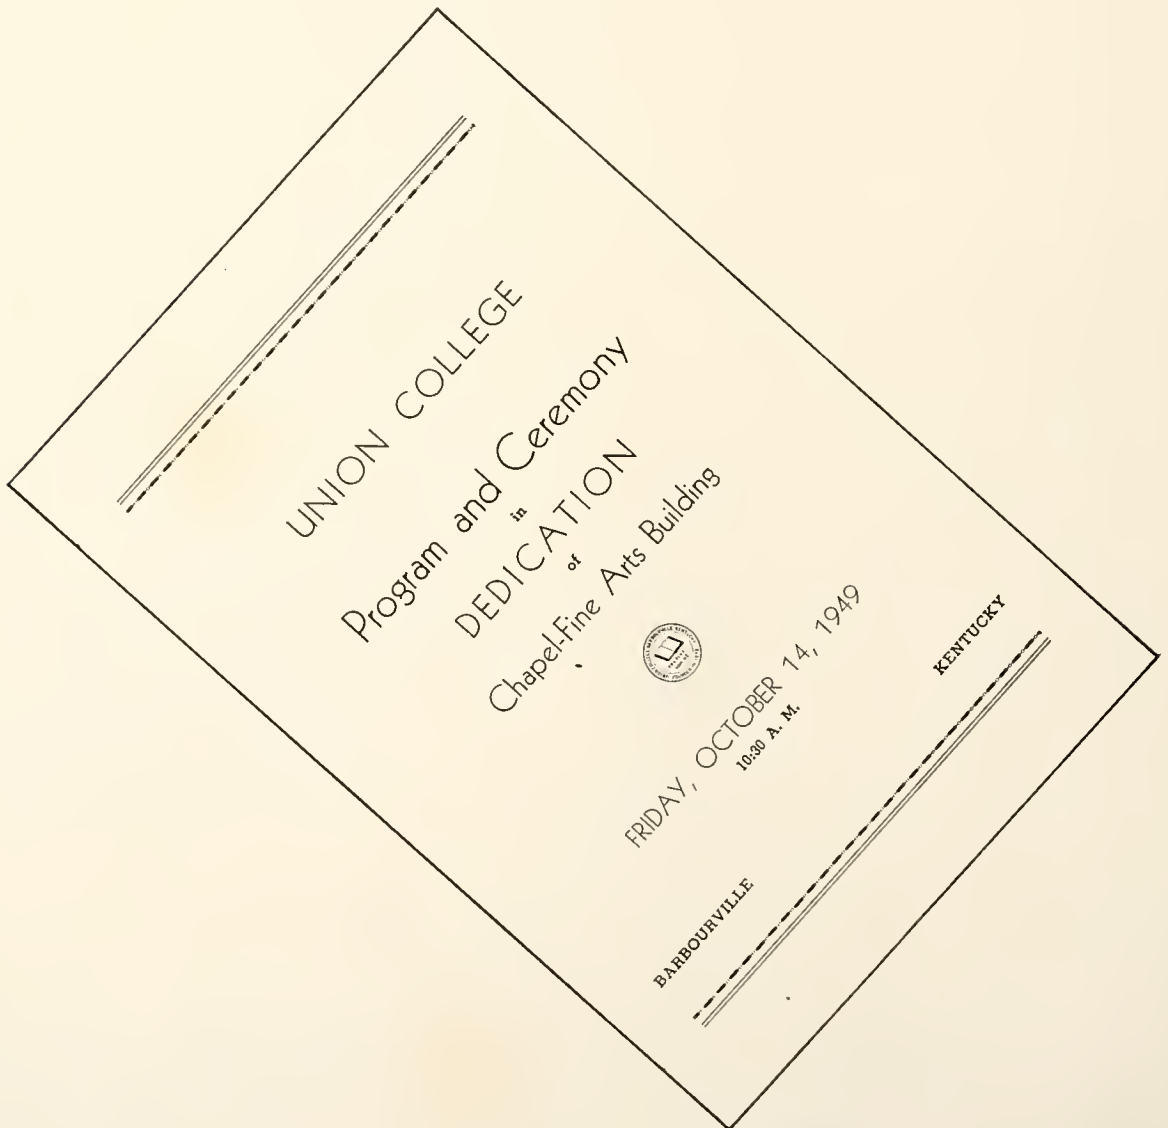 UNION COLLEGE
Program and Ceremony
in
DEDICATION
of
Chapel-Fine Arts Building
FRIDAY, OCTOBER 14, 1949
10:30 A. M.
BARBOURVILLE KENTUCKY